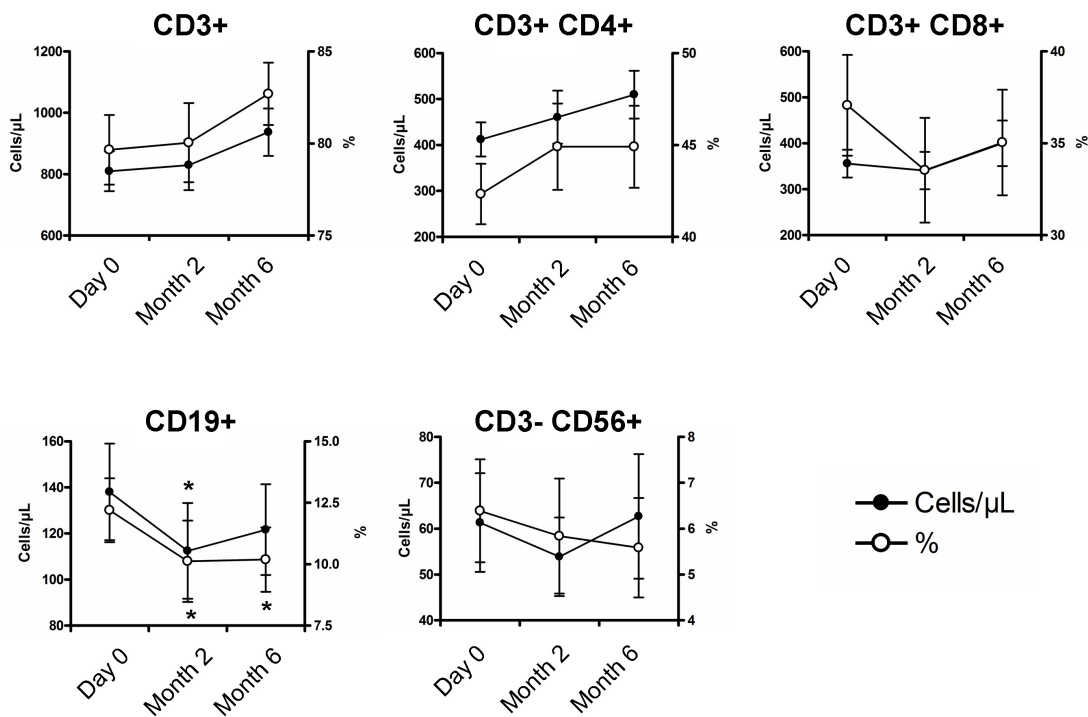 CD3+
CD3+ CD4+
CD3+ CD8+
Cells/µL
1200
1000
800
600
85
80
75
%
Day 0
Month 2
Month 6
Cells/µL
600
500
400
300
200
50
45
40
%
Day 0
Month 2
Month 6
Cells/µL
600
500
400
300
200
40
35
30
%
Day 0
Month 2
Month 6
CD19+
CD3- CD56+
Cells/µL
160
140
120
100
80
15.0
12.5
10.0
7.5
%
*
*
*
Day 0
Month 2
Month 6
Cells/µL
80
70
60
50
40
8
7
6
5
4
%
Day 0
Month 2
Month 6
Cells/µL
%